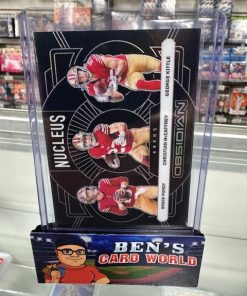 NUCLEUS
GEORGE KITTLE
CHRISTIAN McCAFFREY
BROCK PURDY
OBSIDIAN
BEN'S
CARD WORLD